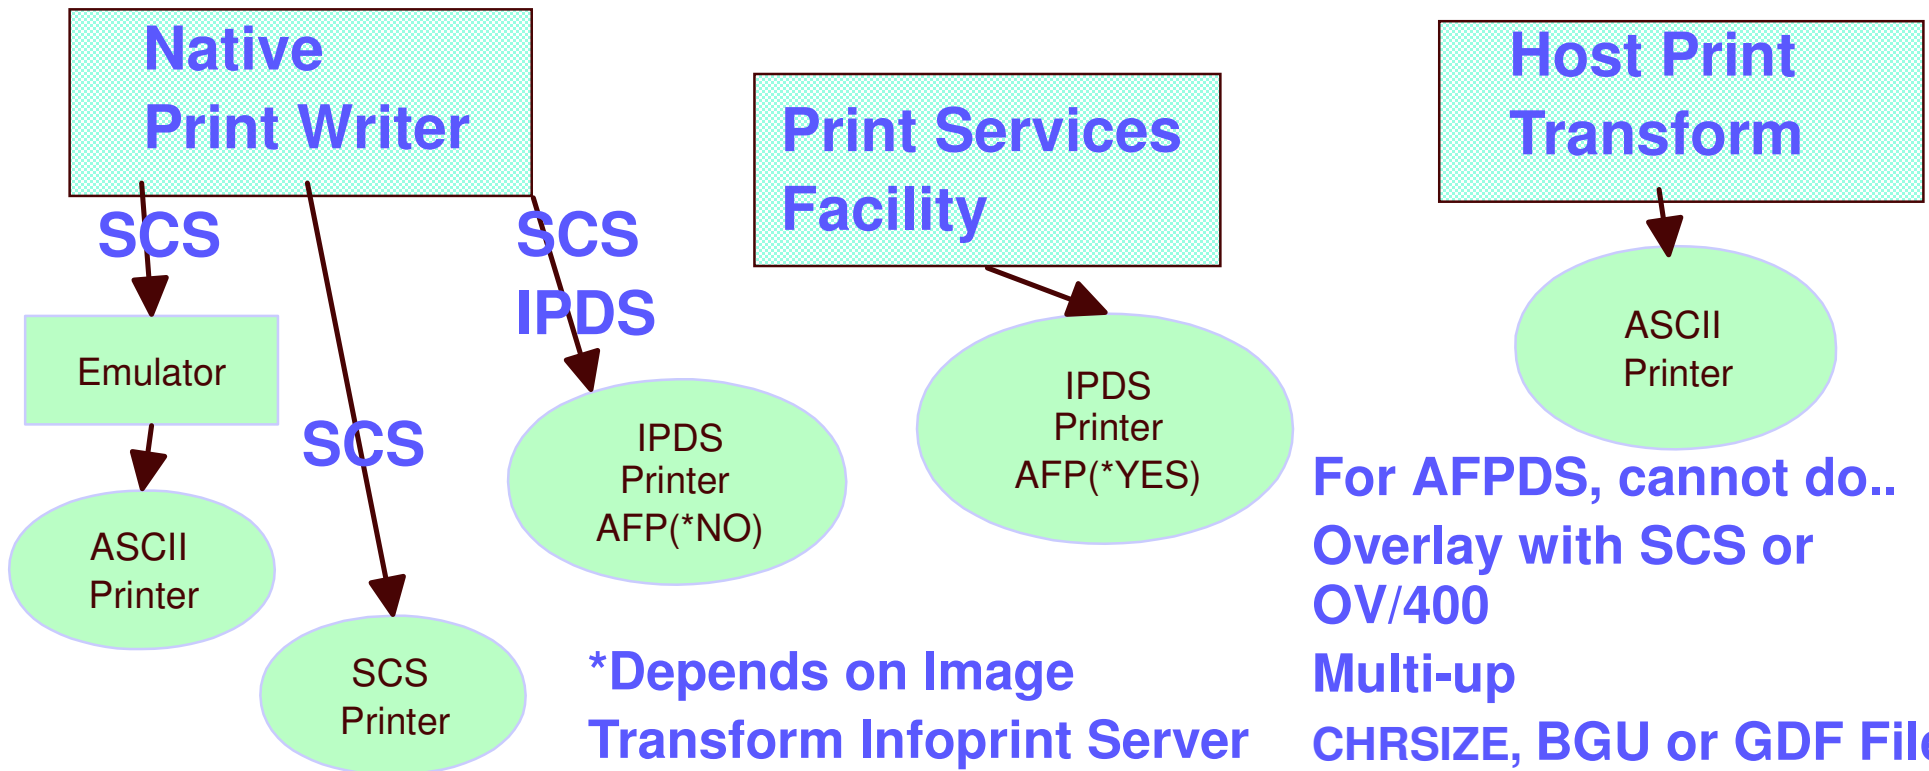 Native
Print Writer
SCS
Emulator
ASCII
Printer
SCS
SCS
Printer
SCS
IPDS
IPDS
Printer
AFP(*NO)
Print Services
Facility
IPDS
Printer
AFP(*YES)
Host Print
Transform
ASCII
Printer
*Depends on Image
Transform Infoprint Server
For AFPDS, cannot do..
Overlay with SCS or
OV/400
Multi-up
CHRSIZE, BGU or GDF File